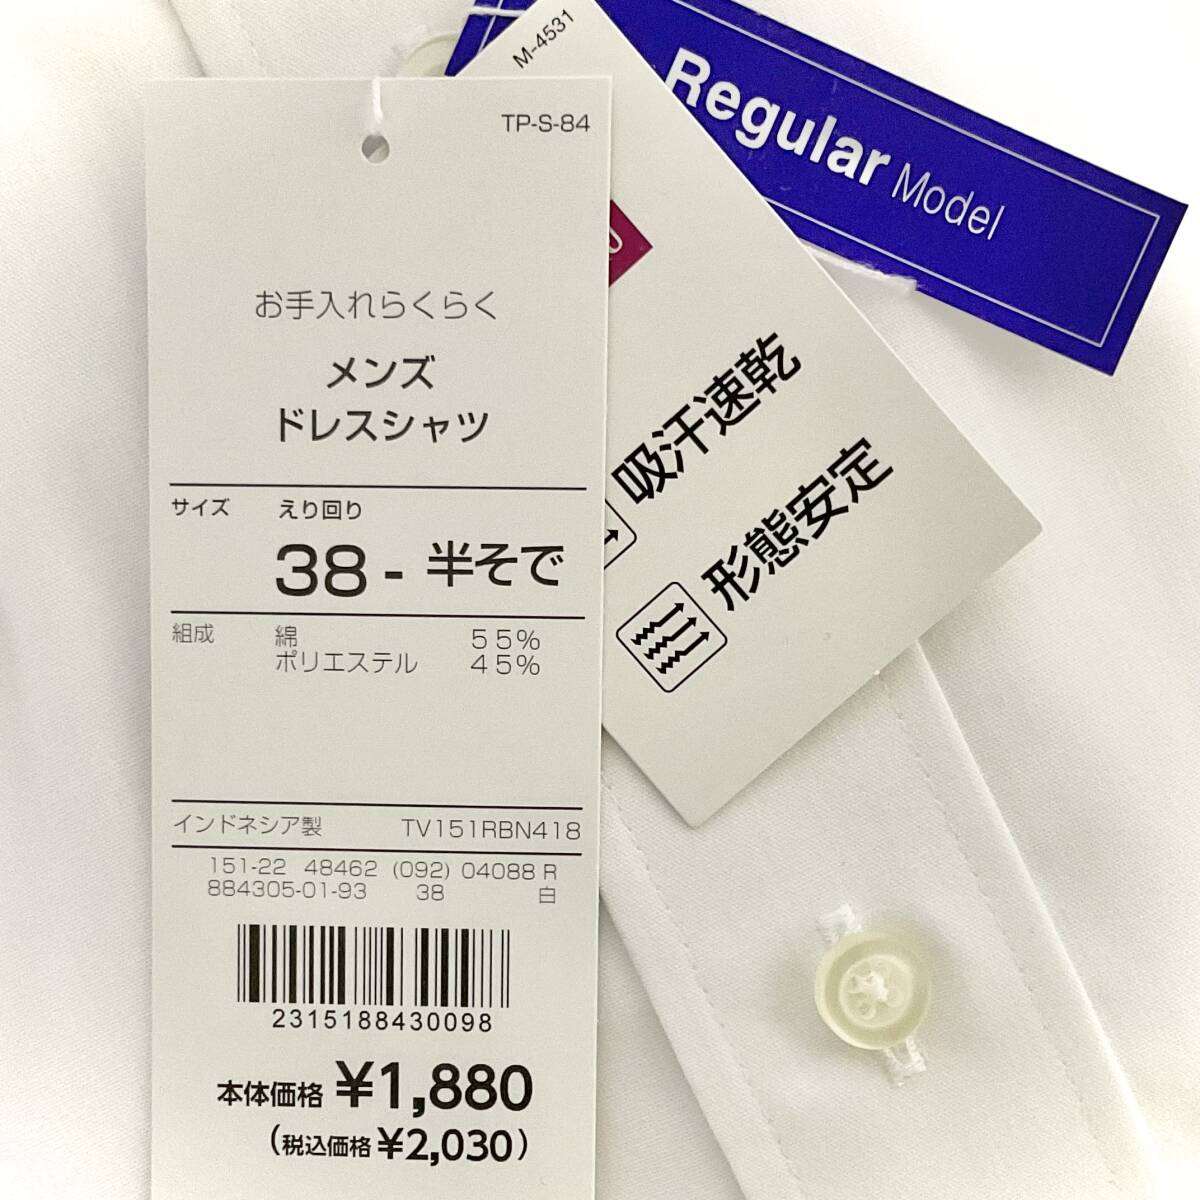 Regular Model
M-4531
TP-S-84
お手入れらくらく
メンズ
ドレスシャツ
サイズ えり回り
38 - 半そで
組成 綿 55%
ポリエステル 45%
インドネシア製 TV151RBN418
151-22 48462 (092) 04088 R
884305-01-93 38 白
2315188430098
本体価格 ¥1,880
(税込価格 ¥2,030)
吸汗速乾
形態安定